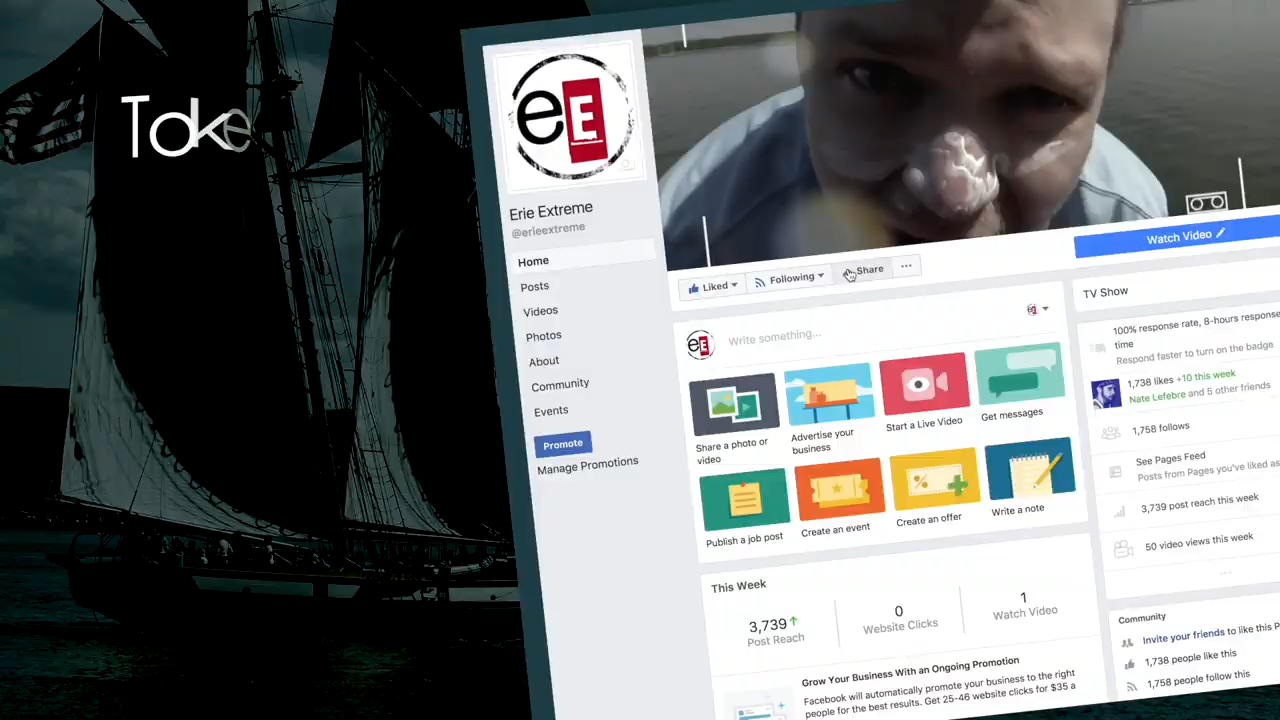 Take
eE
Erie Extreme
@erieextreme
Home
Posts
Videos
Photos
About
Community
Events
Promote
Manage Promotions
Liked
Following
Share
...
Watch Video
eE
Write something...
eE
Share a photo or
video
Advertise your
business
Start a Live Video
Get messages
Publish a job post
Create an event
Create an offer
Write a note
This Week
3,739
Post Reach
0
Website Clicks
1
Watch Video
Grow Your Business With an Ongoing Promotion
Facebook will automatically promote your business to the right
people for the best results. Get 25-46 website clicks for $35 a
TV Show
100% response rate, 8-hours response
time
Respond faster to turn on the badge
1,738 likes +10 this week
Nate Lefebre and 5 other friends
1,758 follows
See Pages Feed
Posts from Pages you've liked as
3,739 post reach this week
50 video views this week
...
Community
Invite your friends to like this P
1,738 people like this
1,758 people follow this